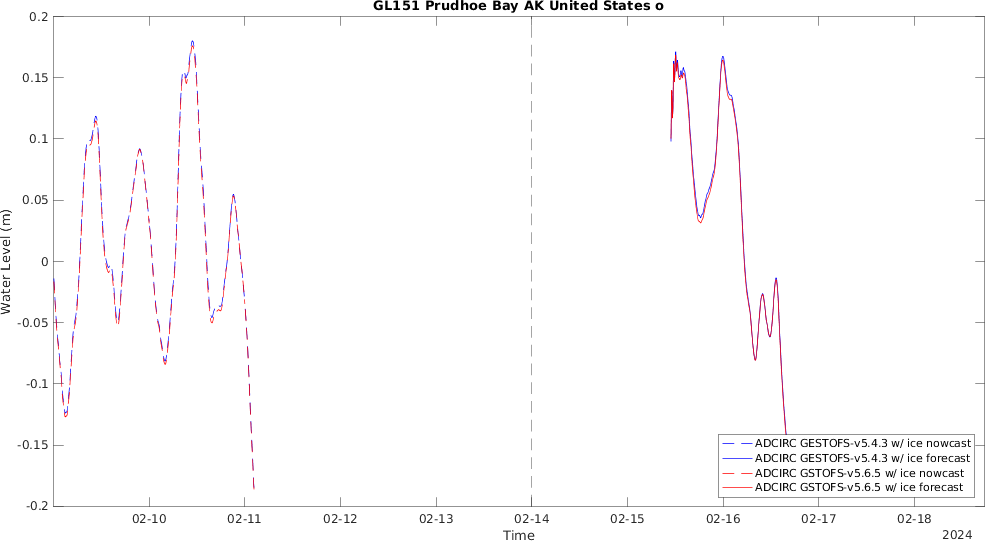 GL151 Prudhoe Bay AK United States o
0.2
0.15
0.1
0.05
0
-0.05
-0.1
-0.15
-0.2
Water Level (m)
ADCIRC GESTOFS-v5.4.3 w/ ice nowcast
ADCIRC GESTOFS-v5.4.3 w/ ice forecast
ADCIRC GSTOFS-v5.6.5 w/ ice nowcast
ADCIRC GSTOFS-v5.6.5 w/ ice forecast
02-10 02-11 02-12 02-13 02-14 02-15 02-16 02-17 02-18
Time
2024